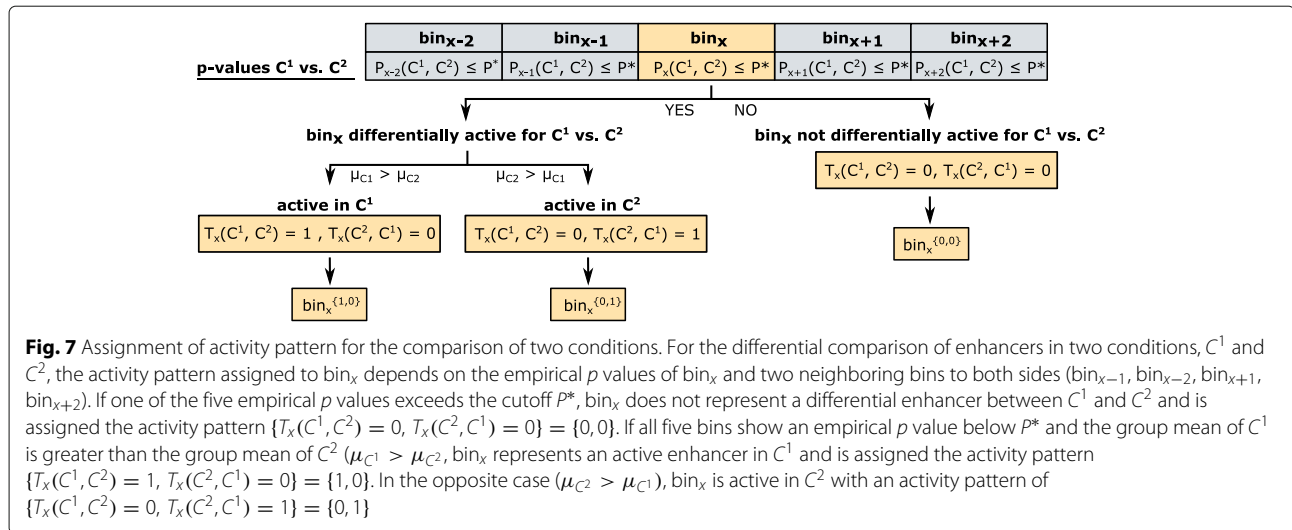 bin_x-2 bin_x-1 bin_x bin_x+1 bin_x+2
p-values C¹ vs. C² P_x-2(C¹, C²) ≤ P* P_x-1(C¹, C²) ≤ P* P_x(C¹, C²) ≤ P* P_x+1(C¹, C²) ≤ P* P_x+2(C¹, C²) ≤ P*
YES NO
bin_x differentially active for C¹ vs. C² bin_x not differentially active for C¹ vs. C²
T_x(C¹, C²) = 0, T_x(C², C¹) = 0
μ_C1 > μ_C2 μ_C2 > μ_C1
active in C¹ active in C²
T_x(C¹, C²) = 1 , T_x(C², C¹) = 0 T_x(C¹, C²) = 0, T_x(C², C¹) = 1
bin_x^{0,0}
bin_x^{1,0} bin_x^{0,1}
Fig. 7 Assignment of activity pattern for the comparison of two conditions. For the differential comparison of enhancers in two conditions, C¹ and
C², the activity pattern assigned to bin_x depends on the empirical p values of bin_x and two neighboring bins to both sides (bin_x−1, bin_x−2, bin_x+1,
bin_x+2). If one of the five empirical p values exceeds the cutoff P*, bin_x does not represent a differential enhancer between C¹ and C² and is
assigned the activity pattern {T_x(C¹, C²) = 0, T_x(C², C¹) = 0} = {0, 0}. If all five bins show an empirical p value below P* and the group mean of C¹
is greater than the group mean of C² (μ_C¹ > μ_C², bin_x represents an active enhancer in C¹ and is assigned the activity pattern
{T_x(C¹, C²) = 1, T_x(C², C¹) = 0} = {1, 0}. In the opposite case (μ_C² > μ_C¹), bin_x is active in C² with an activity pattern of
{T_x(C¹, C²) = 0, T_x(C², C¹) = 1} = {0, 1}